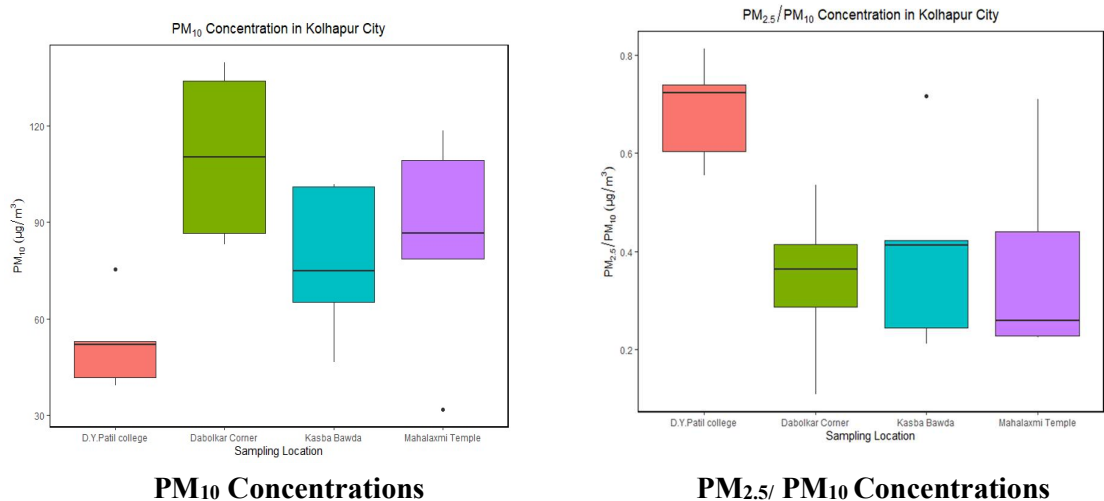 PM₁₀ Concentration in Kolhapur City
PM₁₀ (µg/m³)
120
90
60
30
D.Y.Patil college Dabolkar Corner Kasba Bawda Mahalaxmi Temple
Sampling Location
PM₁₀ Concentrations
PM₂.₅/PM₁₀ Concentration in Kolhapur City
PM₂.₅/PM₁₀ (µg/m³)
0.8
0.6
0.4
0.2
D.Y.Patil college Dabolkar Corner Kasba Bawda Mahalaxmi Temple
Sampling Location
PM₂.₅/ PM₁₀ Concentrations